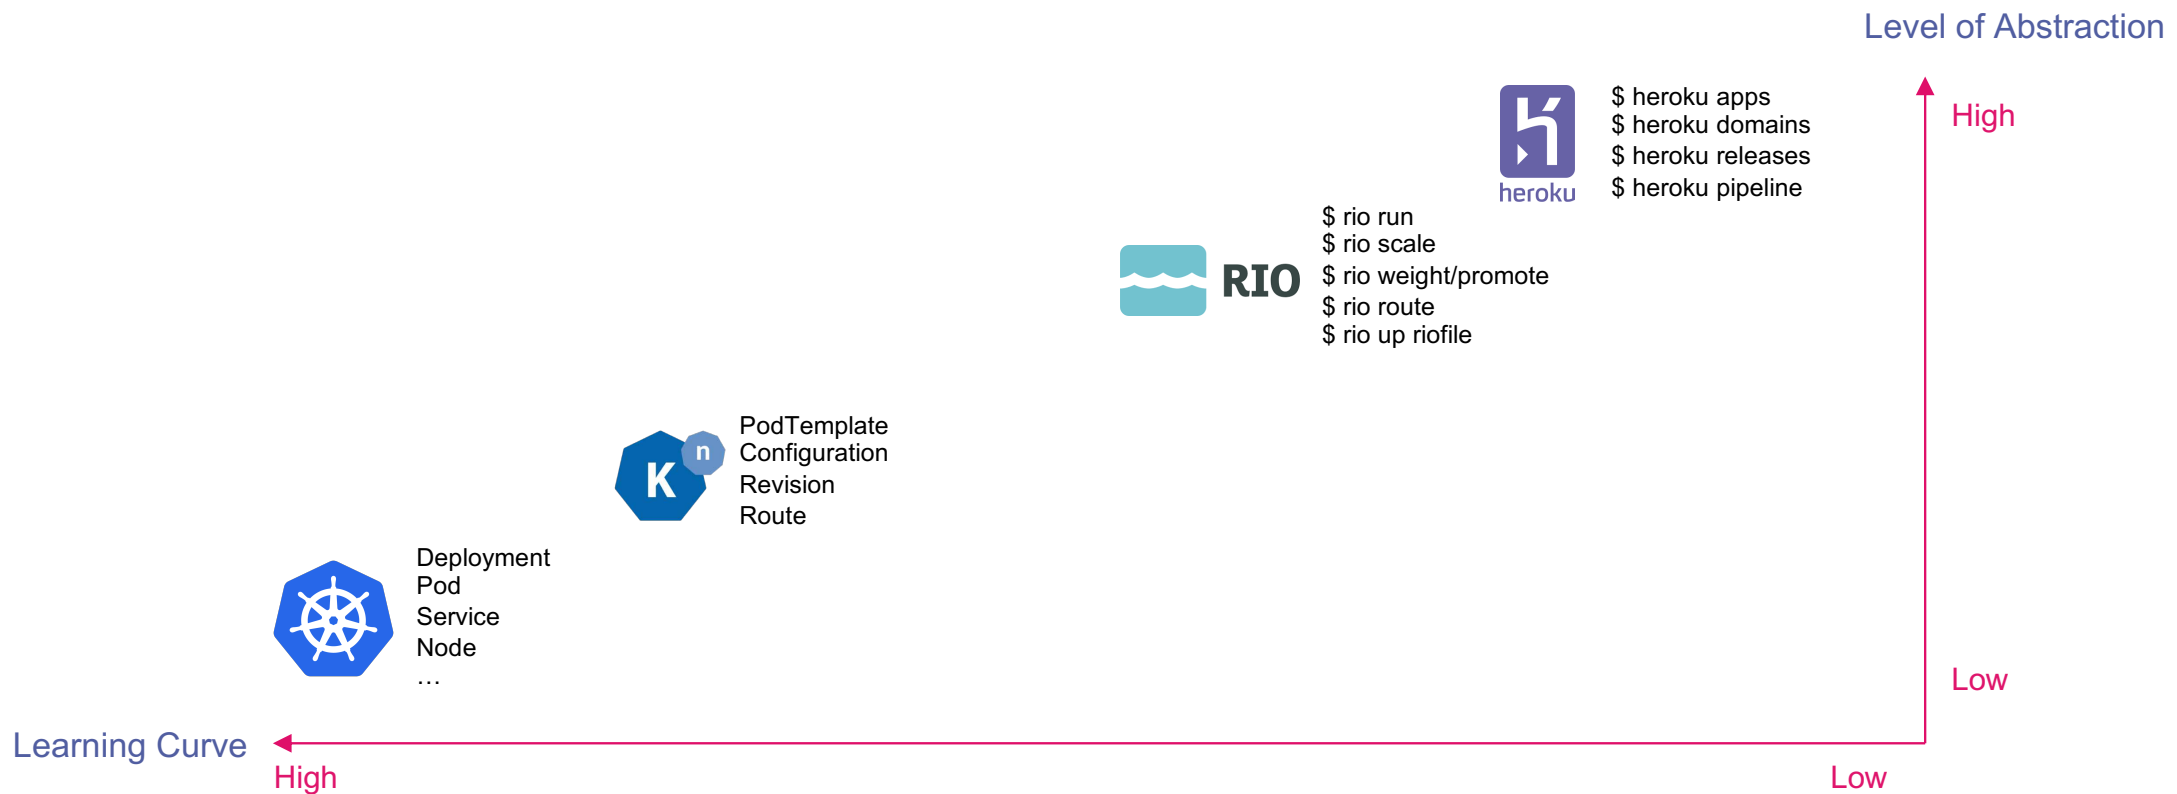 Level of Abstraction
High
heroku
$ heroku apps
$ heroku domains
$ heroku releases
$ heroku pipeline
RIO
$ rio run
$ rio scale
$ rio weight/promote
$ rio route
$ rio up riofile
K n
PodTemplate
Configuration
Revision
Route
Deployment
Pod
Service
Node
…
Low
Learning Curve
High
Low